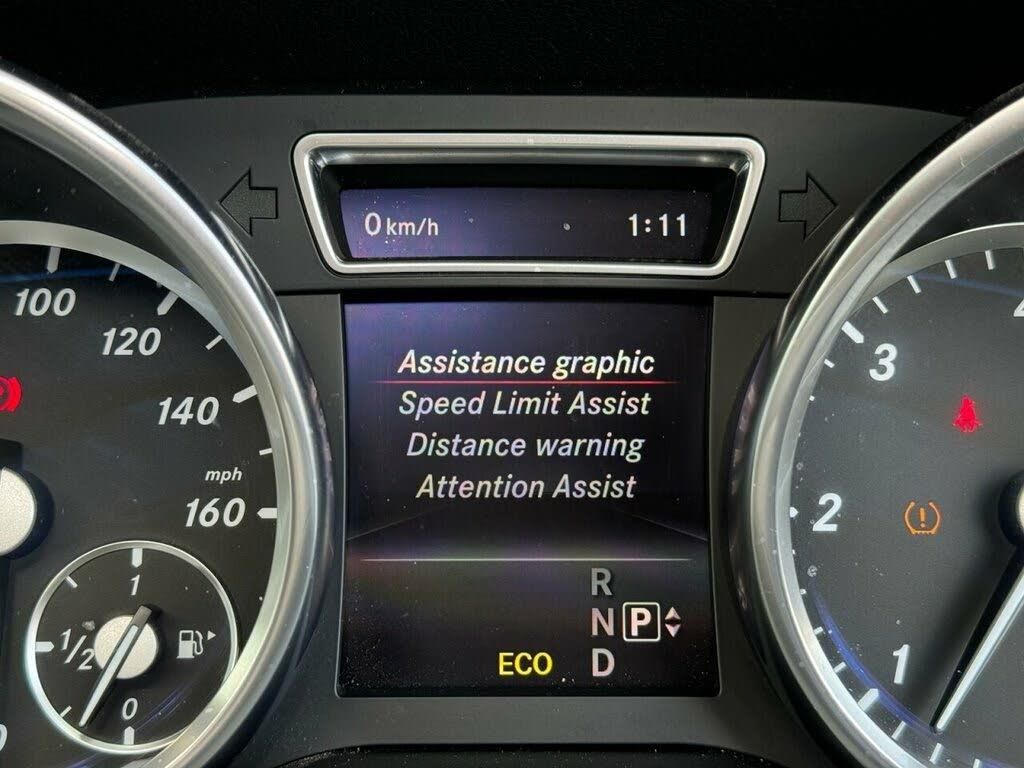 0 km/h 1:11
100
120
140
mph
160
1
1/2
0
Assistance graphic
Speed Limit Assist
Distance warning
Attention Assist
R
N P
ECO D
3
2
1